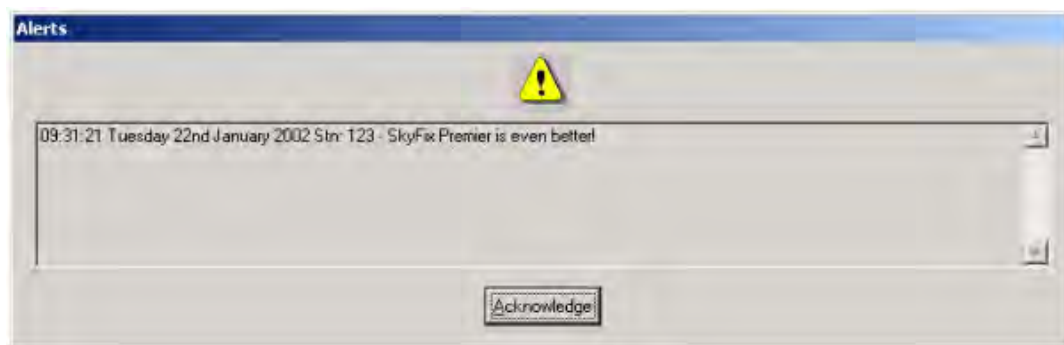 Alerts
09:31:21 Tuesday 22nd January 2002 Stn: 123 - SkyFix Premier is even better!
Acknowledge